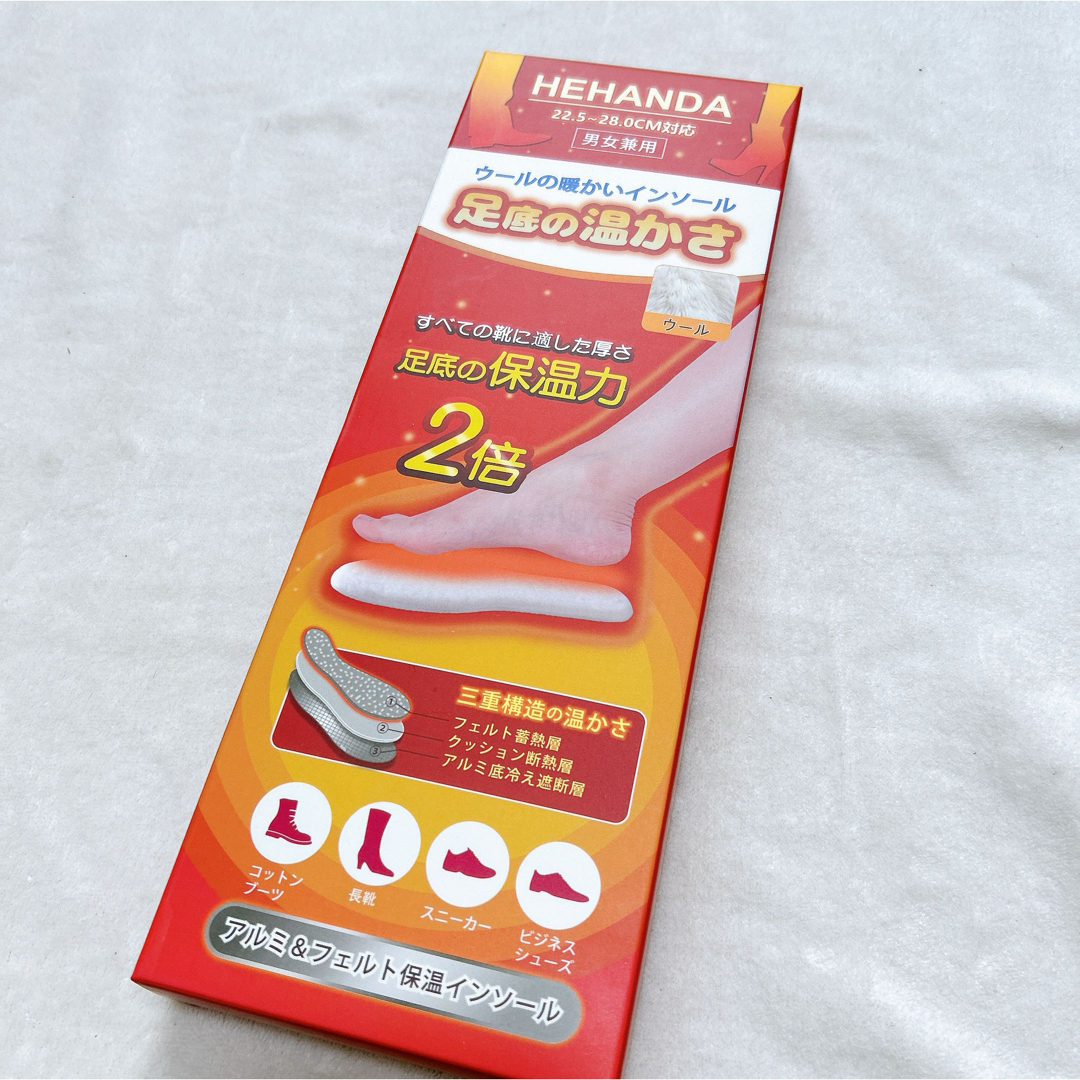 HEHANDA
22.5~28.0CM対応
男女兼用
ウールの暖かいインソール
足底の温かさ
ウール
すべての靴に適した厚さ
足底の保温力
2倍
三重構造の温かさ
① フェルト蓄熱層
② クッション断熱層
③ アルミ底冷え遮断層
コットン
ブーツ
長靴
スニーカー
ビジネス
シューズ
アルミ&フェルト保温インソール